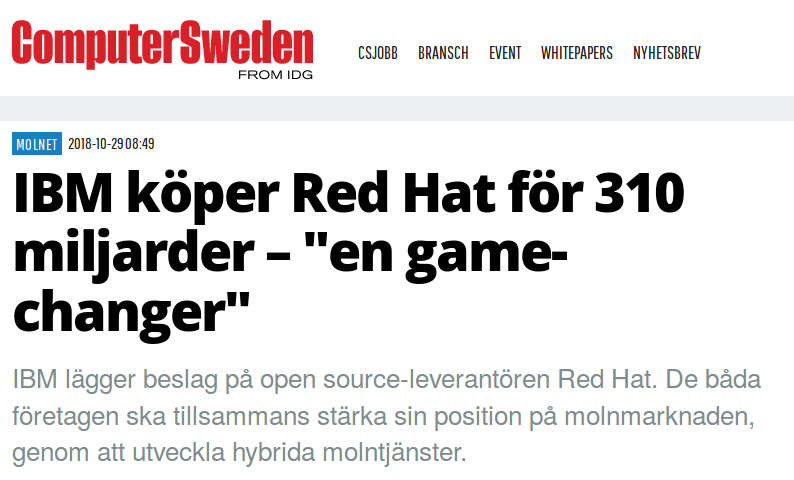 ComputerSweden
FROM IDG
CSJOBB BRANSCH EVENT WHITEPAPERS NYHETSBREV
MOLNET 2018-10-29 08:49
IBM köper Red Hat för 310
miljarder – "en game-
changer"
IBM lägger beslag på open source-leverantören Red Hat. De båda
företagen ska tillsammans stärka sin position på molnmarknaden,
genom att utveckla hybrida molntjänster.